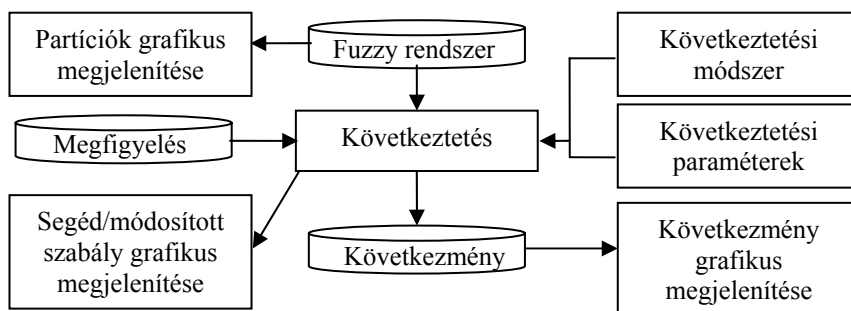 Partíciók grafikus
megjelenítése
Fuzzy rendszer
Következtetési
módszer
Megfigyelés
Következtetés
Következtetési
paraméterek
Segéd/módosított
szabály grafikus
megjelenítése
Következmény
Következmény
grafikus
megjelenítése